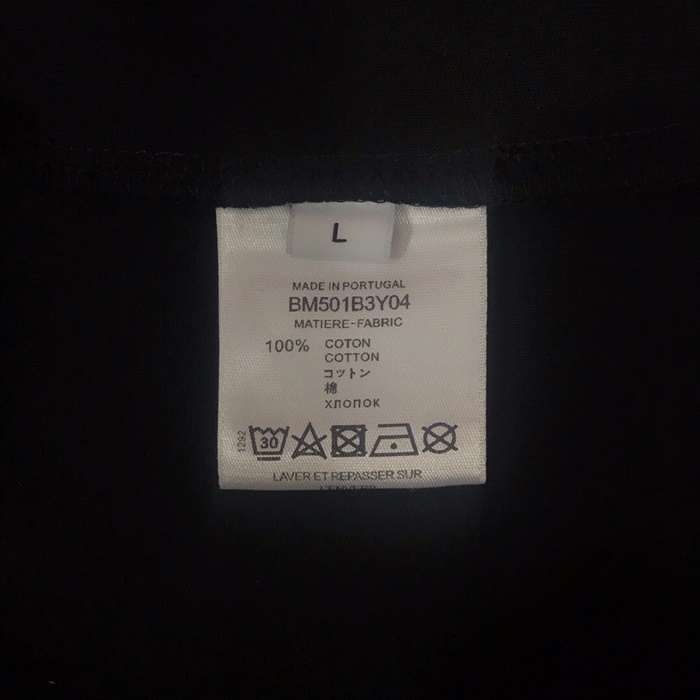 L
MADE IN PORTUGAL
BM501B3Y04
MATIERE-FABRIC
100% COTON
COTTON
コットン
棉
ХЛОПОК
1292
30
LAVER ET REPASSER SUR
L'ENVERS